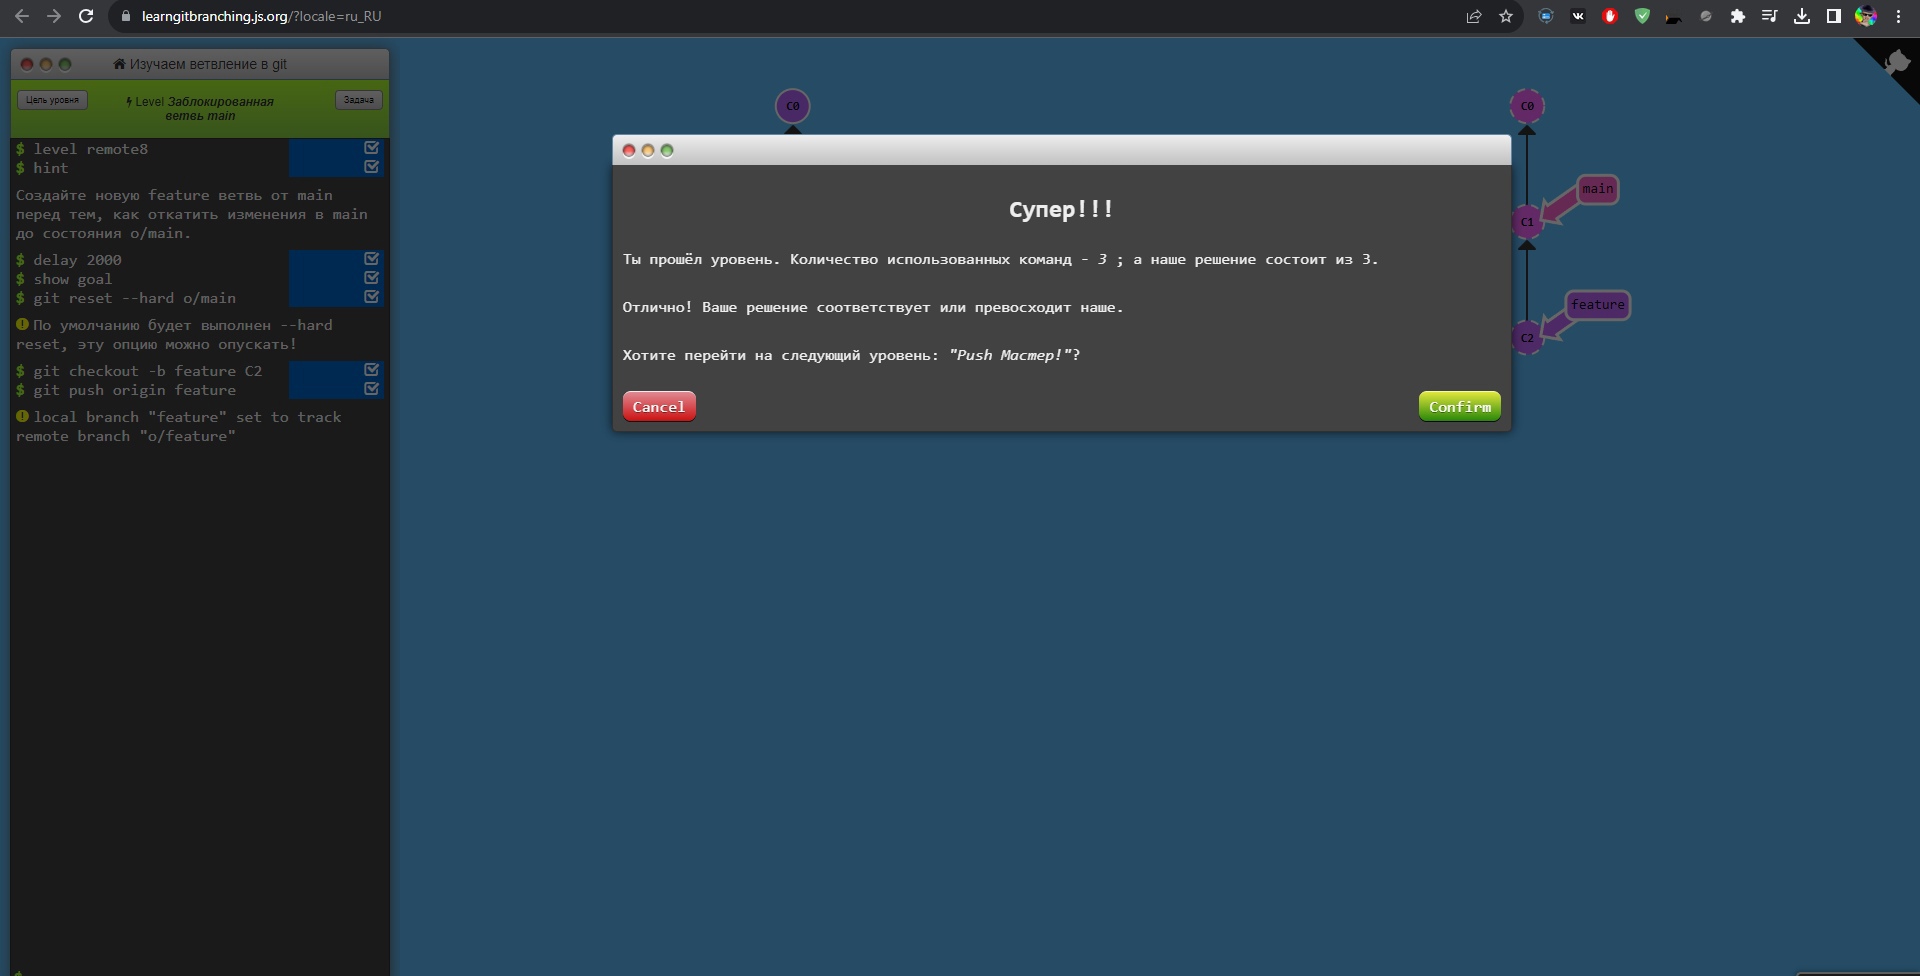 learngitbranching.js.org/?locale=ru_RU
Изучаем ветвление в git
Цель уровня
Level Заблокированная
ветвь main
Задача
$ level remote8
$ hint
Создайте новую feature ветвь от main
перед тем, как откатить изменения в main
до состояния o/main.
$ delay 2000
$ show goal
$ git reset --hard o/main
По умолчанию будет выполнен --hard
reset, эту опцию можно опускать!
$ git checkout -b feature C2
$ git push origin feature
local branch "feature" set to track
remote branch "o/feature"
$
C0
Супер!!!
Ты прошёл уровень. Количество использованных команд - 3 ; а наше решение состоит из 3.
Отлично! Ваше решение соответствует или превосходит наше.
Хотите перейти на следующий уровень: "Push Мастер!"?
Cancel
Confirm
C0
main
C1
feature
C2